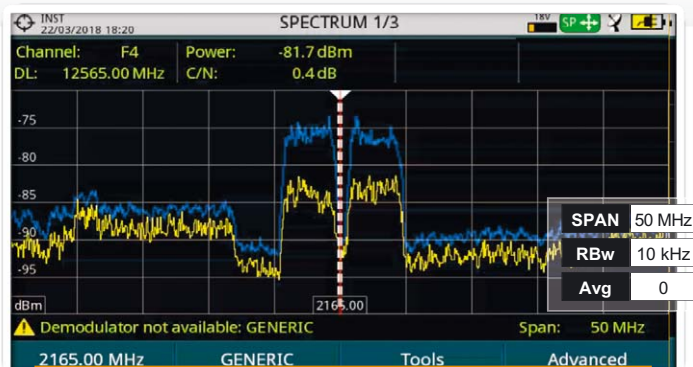 INST
22/03/2018 18:20
SPECTRUM 1/3
18V
SP
Channel: F4 Power: -81.7 dBm
DL: 12565.00 MHz C/N: 0.4 dB
-75
-80
-85
-90
-95
dBm
2165.00
SPAN 50 MHz
RBw 10 kHz
Avg 0
Demodulator not available: GENERIC Span: 50 MHz
2165.00 MHz GENERIC Tools Advanced